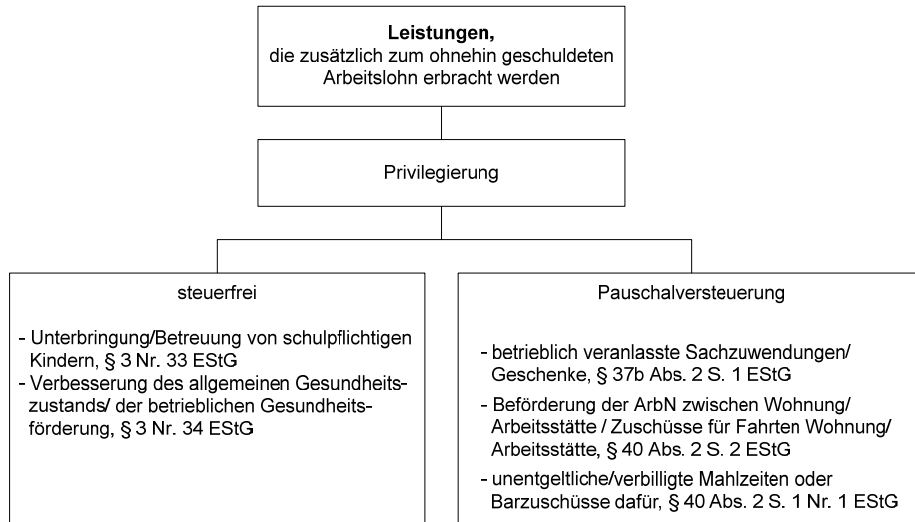 Leistungen,
die zusätzlich zum ohnehin geschuldeten
Arbeitslohn erbracht werden
Privilegierung
steuerfrei
- Unterbringung/Betreuung von schulpflichtigen
Kindern, § 3 Nr. 33 EStG
- Verbesserung des allgemeinen Gesundheits-
zustands/ der betrieblichen Gesundheits-
förderung, § 3 Nr. 34 EStG
Pauschalversteuerung
- betrieblich veranlasste Sachzuwendungen/
Geschenke, § 37b Abs. 2 S. 1 EStG
- Beförderung der ArbN zwischen Wohnung/
Arbeitsstätte / Zuschüsse für Fahrten Wohnung/
Arbeitsstätte, § 40 Abs. 2 S. 2 EStG
- unentgeltliche/verbilligte Mahlzeiten oder
Barzuschüsse dafür, § 40 Abs. 2 S. 1 Nr. 1 EStG